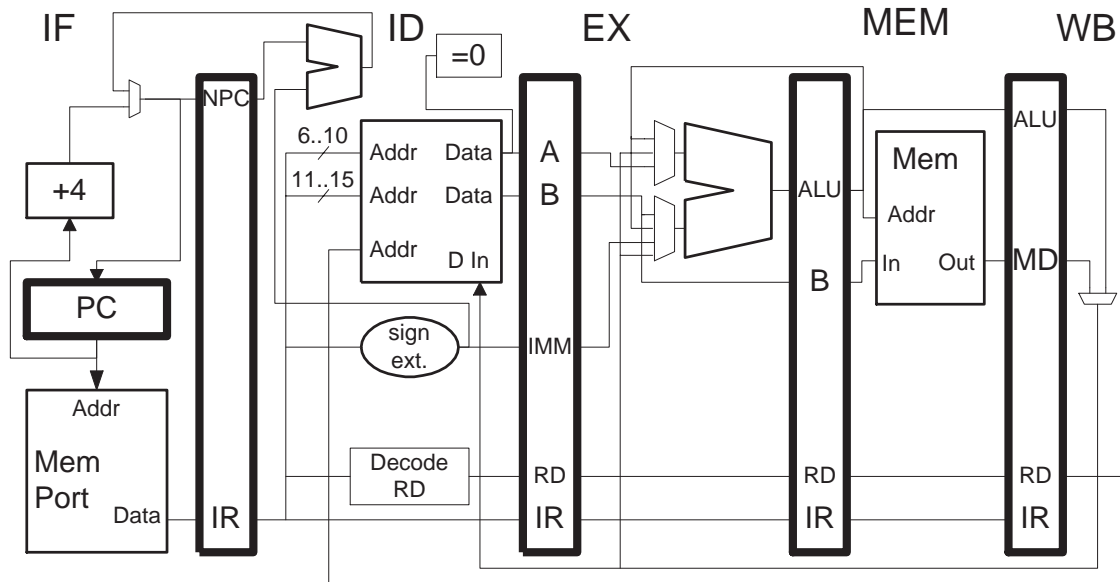 IF
ID
EX
MEM
WB
=0
NPC
+4
PC
Addr
Mem
Port
Data
IR
6..10
11..15
Addr
Data
Addr
Data
Addr
D In
sign
ext.
Decode
RD
A
B
IMM
RD
IR
ALU
B
RD
IR
Mem
Addr
In
Out
ALU
MD
RD
IR